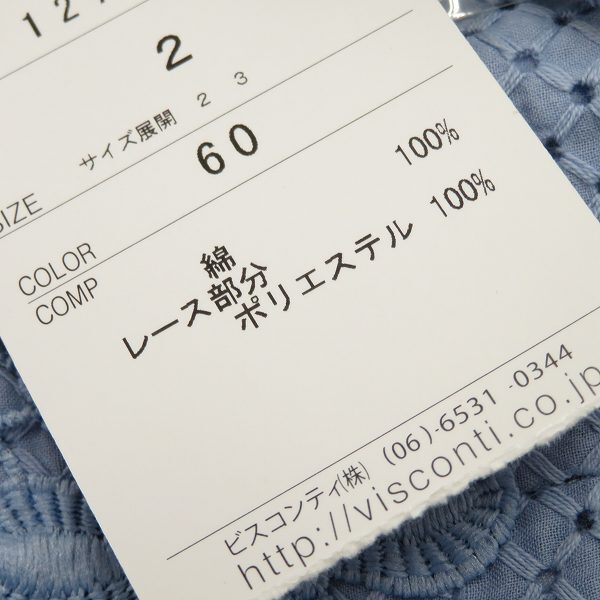 12
2
SIZE サイズ展開 2 3
60
COLOR
COMP 綿 100%
レース部分
ポリエステル 100%
ビスコンティ(株) (06)-6531-0344
http://visconti.co.jp